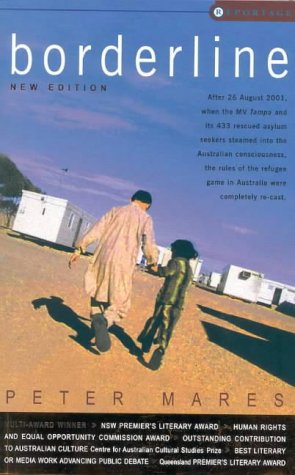 REPORTAGE
borderline
NEW EDITION
After 26 August 2001,
when the MV Tampa and
its 433 rescued asylum
seekers steamed into the
Australian consciousness,
the rules of the refugee
game in Australia were
completely re-cast.
PETER MARES
MULTI-AWARD WINNER > NSW PREMIER'S LITERARY AWARD > HUMAN RIGHTS
AND EQUAL OPPORTUNITY COMMISSION AWARD > OUTSTANDING CONTRIBUTION
TO AUSTRALIAN CULTURE Centre for Australian Cultural Studies Prize > BEST LITERARY
OR MEDIA WORK ADVANCING PUBLIC DEBATE > Queensland PREMIER'S LITERARY AWARD